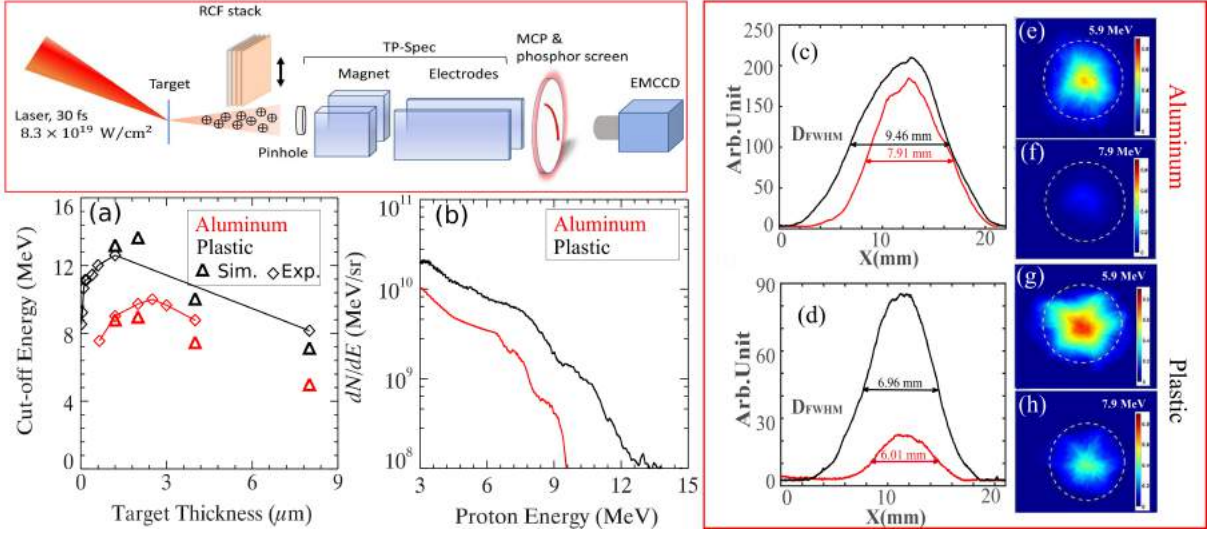 RCF stack
TP-Spec
MCP &
phosphor screen
Target
Magnet
Electrodes
EMCCD
Laser, 30 fs
8.3 × 10¹⁹ W/cm²
Pinhole
(a)
Aluminum
Plastic
Sim.
Exp.
Cut-off Energy (MeV)
16
12
8
4
0
0
3
6
9
Target Thickness (μm)
(b)
Aluminum
Plastic
dN/dE (MeV/sr)
10¹¹
10¹⁰
10⁹
10⁸
3
6
9
12
15
Proton Energy (MeV)
(c)
Arb.Unit
250
200
150
100
50
0
D_FWHM
9.46 mm
7.91 mm
0
10
20
X(mm)
(d)
Arb.Unit
90
60
30
0
D_FWHM
6.96 mm
6.01 mm
0
10
20
X(mm)
(e)
5.9 MeV
(f)
7.9 MeV
Aluminum
(g)
5.9 MeV
(h)
7.9 MeV
Plastic